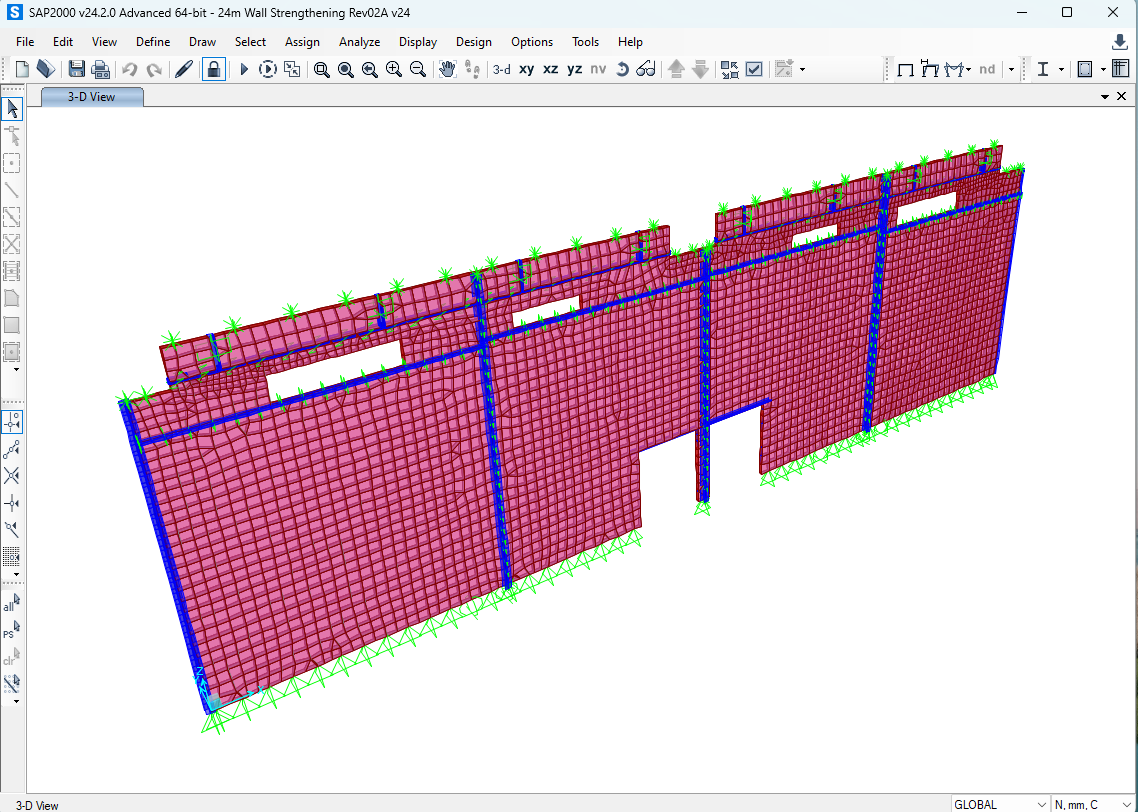 SAP2000 v24.2.0 Advanced 64-bit - 24m Wall Strengthening Rev02A v24
File Edit View Define Draw Select Assign Analyze Display Design Options Tools Help
3-d xy xz yz nv nd
3-D View
all
PS
clr
Z
3-D View GLOBAL N, mm, C